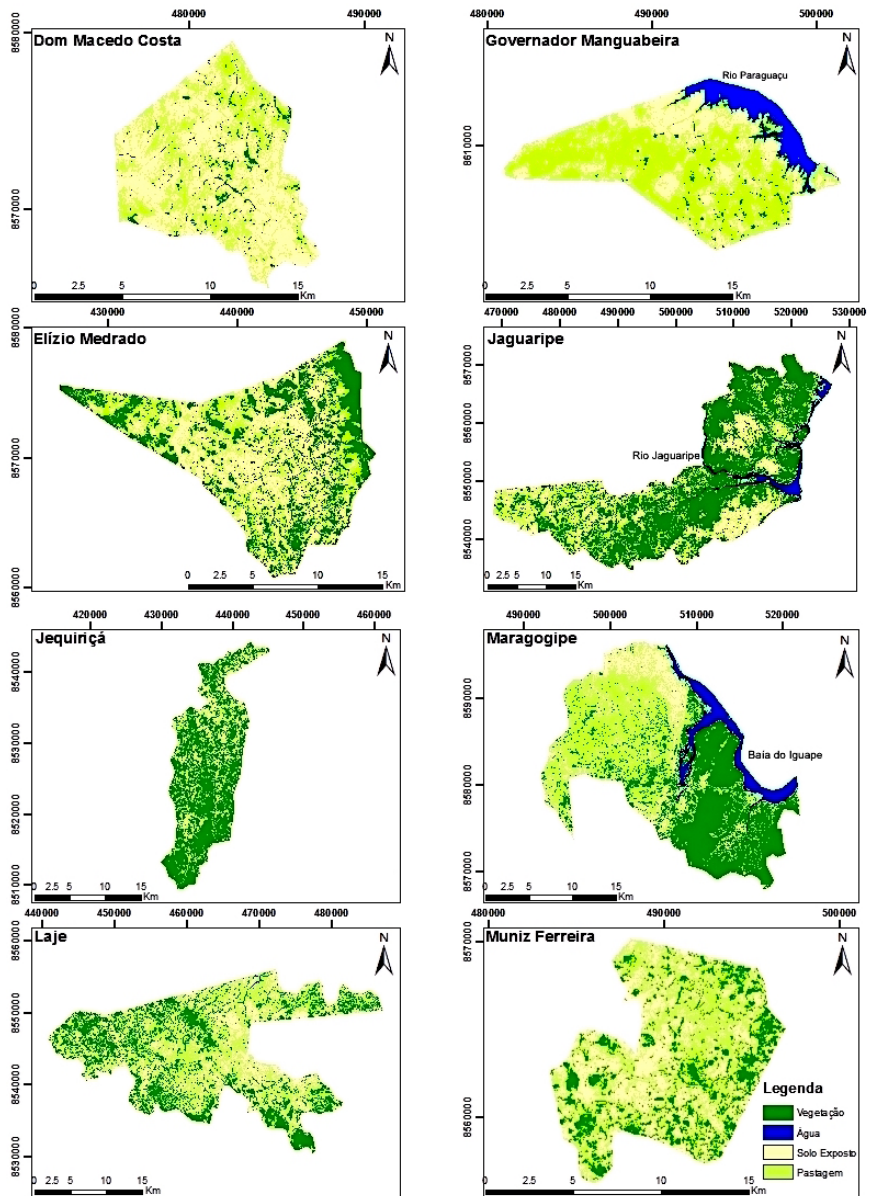 480000 490000
8580000
Dom Macedo Costa
N
8570000
0 2.5 5 10 15
Km
480000 490000 500000
Governador Manguabeira
N
Rio Paraguaçu
8610000
0 2.5 5 10 15
Km
430000 440000 450000
8580000
Elízio Medrado
N
8570000
8560000
0 2.5 5 10 15
Km
470000 480000 490000 500000 510000 520000 530000
Jaguaripe
N
8570000
8560000
Rio Jaguaripe
8550000
8540000
0 2.5 5 10 15
Km
420000 430000 440000 450000 460000
Jequiriçá
N
8540000
8530000
8520000
8510000
0 2.5 5 10 15
Km
490000 500000 510000 520000
Maragogipe
N
8590000
Baía do Iguape
8580000
8570000
0 2.5 5 10 15
Km
440000 450000 460000 470000 480000
8560000
Laje
N
8550000
8540000
8530000
0 2.5 5 10 15
Km
480000 490000 500000
8570000
Muniz Ferreira
N
8560000
0 2.5 5 10 15
Km
Legenda
Vegetação
Água
Solo Exposto
Pastagem